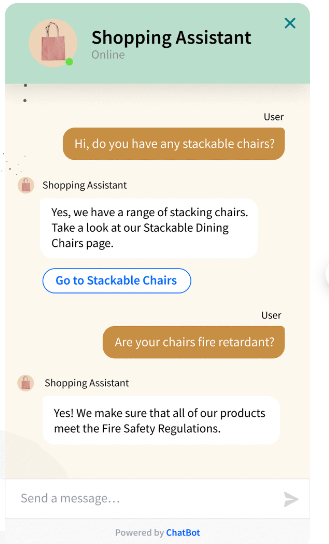 Shopping Assistant
Online
User
Hi, do you have any stackable chairs?
Shopping Assistant
Yes, we have a range of stacking chairs.
Take a look at our Stackable Dining
Chairs page.
Go to Stackable Chairs
User
Are your chairs fire retardant?
Shopping Assistant
Yes! We make sure that all of our products
meet the Fire Safety Regulations.
Send a message...
Powered by ChatBot